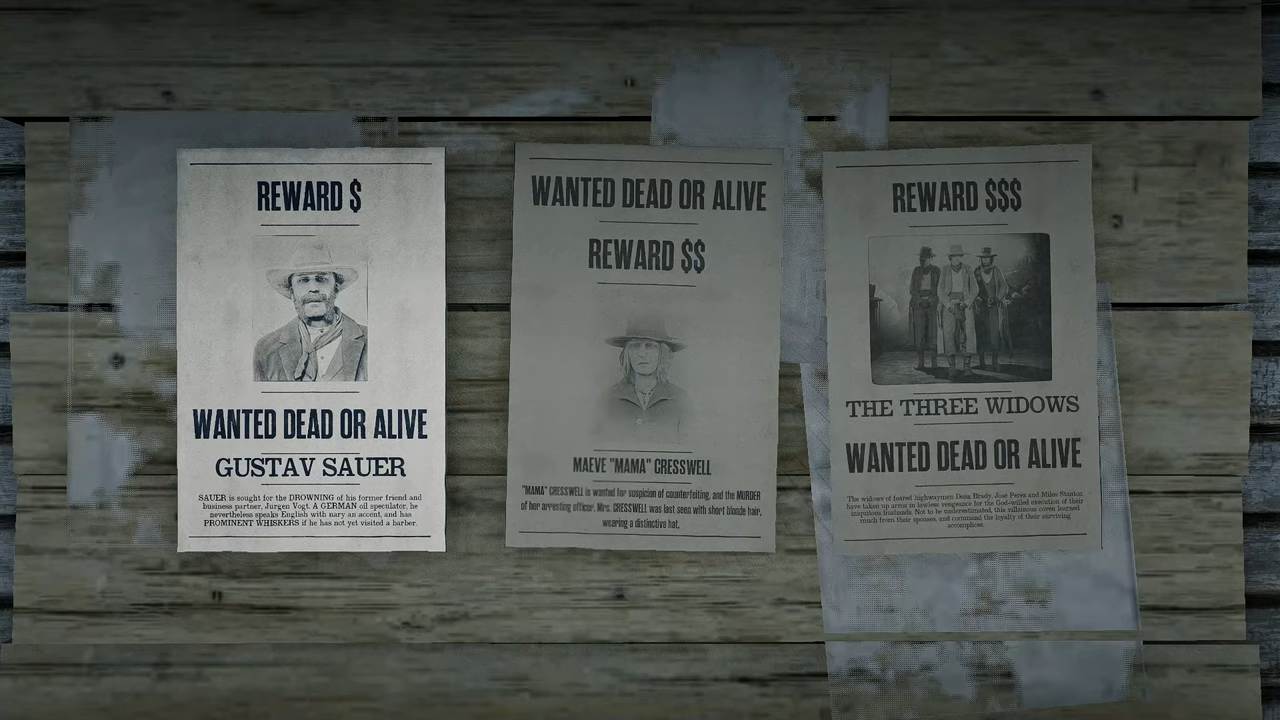 REWARD $
WANTED DEAD OR ALIVE
GUSTAV SAUER
SAUER is sought for the DROWNING of his former friend and
business partner, Jurgen Vogt. A GERMAN oil speculator, he
nevertheless speaks English with nary an accent, and has
PROMINENT WHISKERS if he has not yet visited a barber.
WANTED DEAD OR ALIVE
REWARD $$
MAEVE "MAMA" CRESSWELL
"MAMA" CRESSWELL is wanted for suspicion of counterfeiting, and the MURDER
of her arresting officer. Mrs. CRESSWELL was last seen with short blonde hair,
wearing a distinctive hat.
REWARD $$$
THE THREE WIDOWS
WANTED DEAD OR ALIVE
The widows of feared highwaymen Dean Brady, José Peres and Miles Stanton
have taken up arms in lawless vengeance for the God-willed execution of their
impious husbands. Not to be underestimated, this villainous coven learned
much from their spouses, and command the loyalty of their surviving
accomplices.